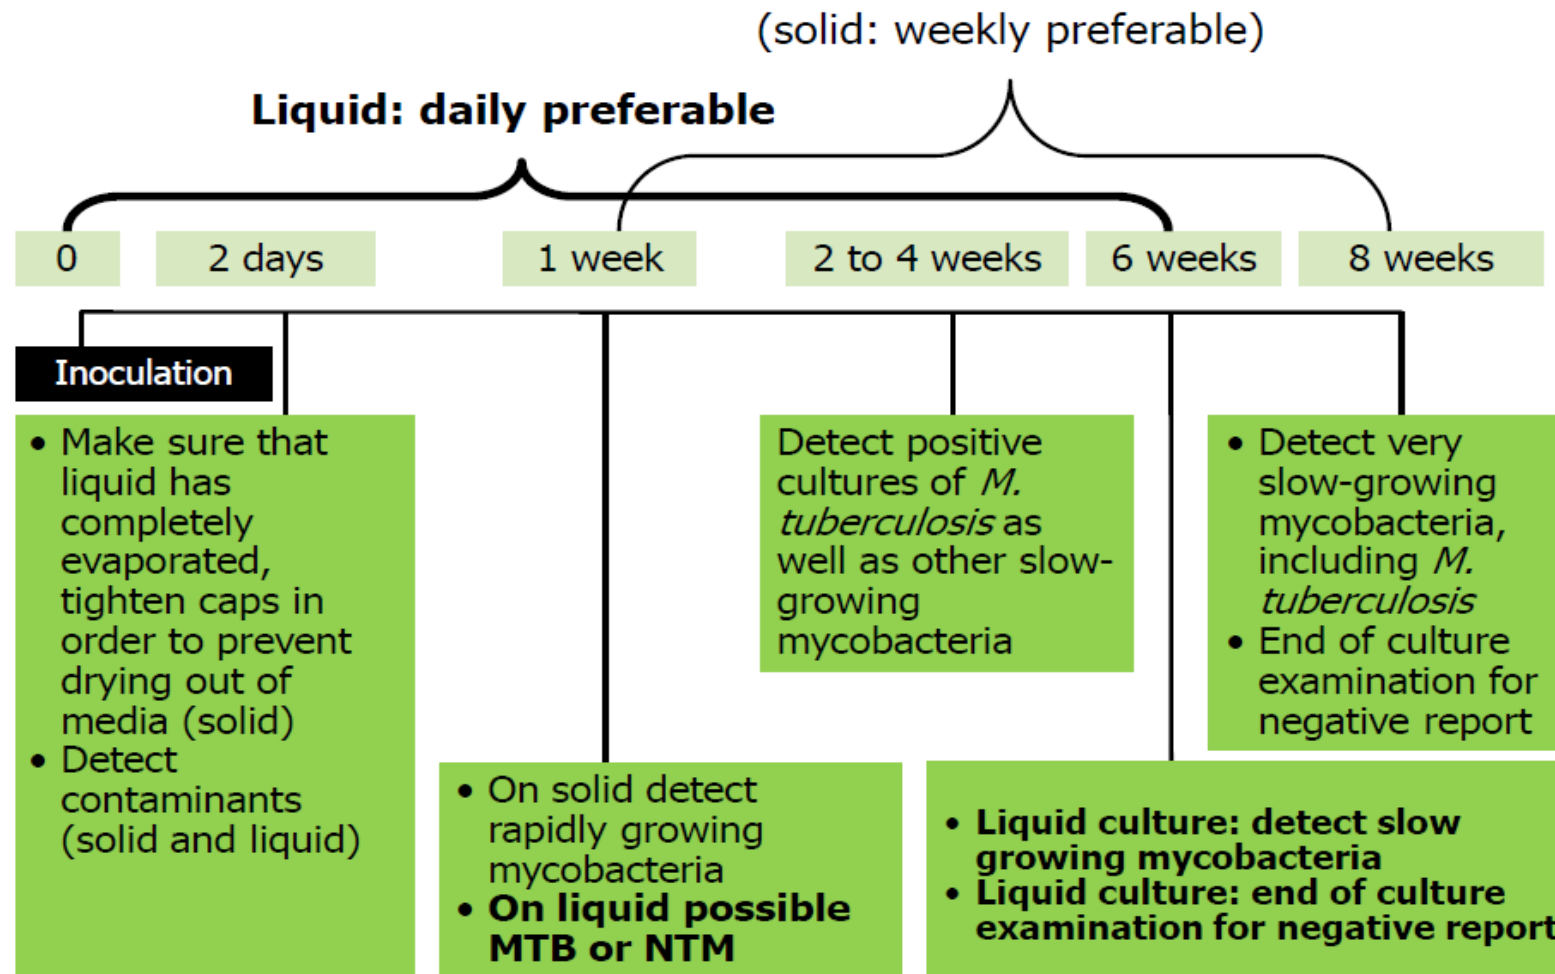 (solid: weekly preferable)
Liquid: daily preferable
0
2 days
1 week
2 to 4 weeks
6 weeks
8 weeks
Inoculation
• Make sure that
liquid has
completely
evaporated,
tighten caps in
order to prevent
drying out of
media (solid)
• Detect
contaminants
(solid and liquid)
• On solid detect
rapidly growing
mycobacteria
• On liquid possible
MTB or NTM
Detect positive
cultures of M.
tuberculosis as
well as other slow-
growing
mycobacteria
• Liquid culture: detect slow
growing mycobacteria
• Liquid culture: end of culture
examination for negative report
• Detect very
slow-growing
mycobacteria,
including M.
tuberculosis
• End of culture
examination for
negative report